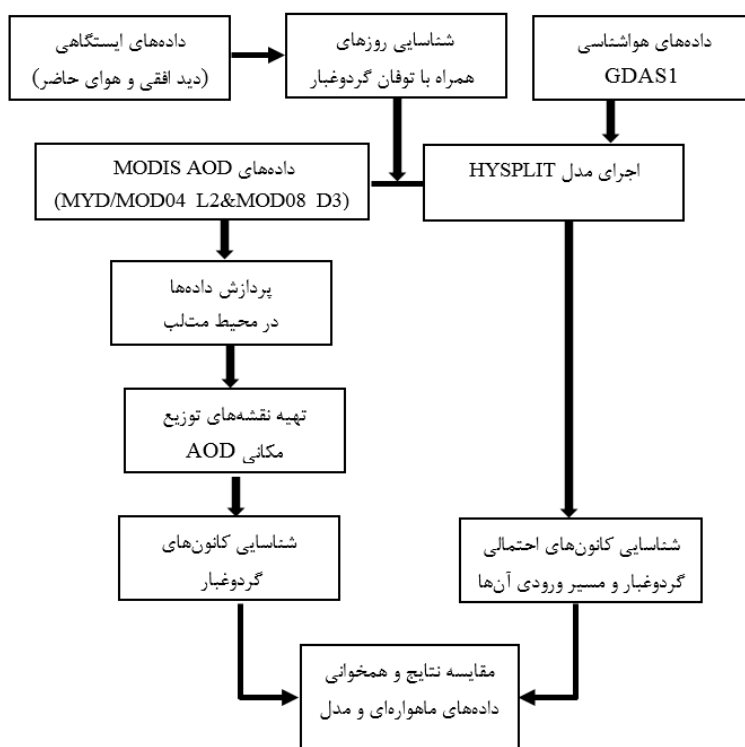 داده‌های هواشناسی
GDAS1
شناسایی روزهای
همراه با توفان گردوغبار
داده‌های ایستگاهی
(دید افقی و هوای حاضر)
اجرای مدل HYSPLIT
داده‌های MODIS AOD
(MYD/MOD04 L2&MOD08 D3)
پردازش داده‌ها
در محیط مت‌لب
تهیه نقشه‌های توزیع
مکانی AOD
شناسایی کانون‌های احتمالی
گردوغبار و مسیر ورودی آن‌ها
شناسایی کانون‌های
گردوغبار
مقایسه نتایج و همخوانی
داده‌های ماهواره‌ای و مدل